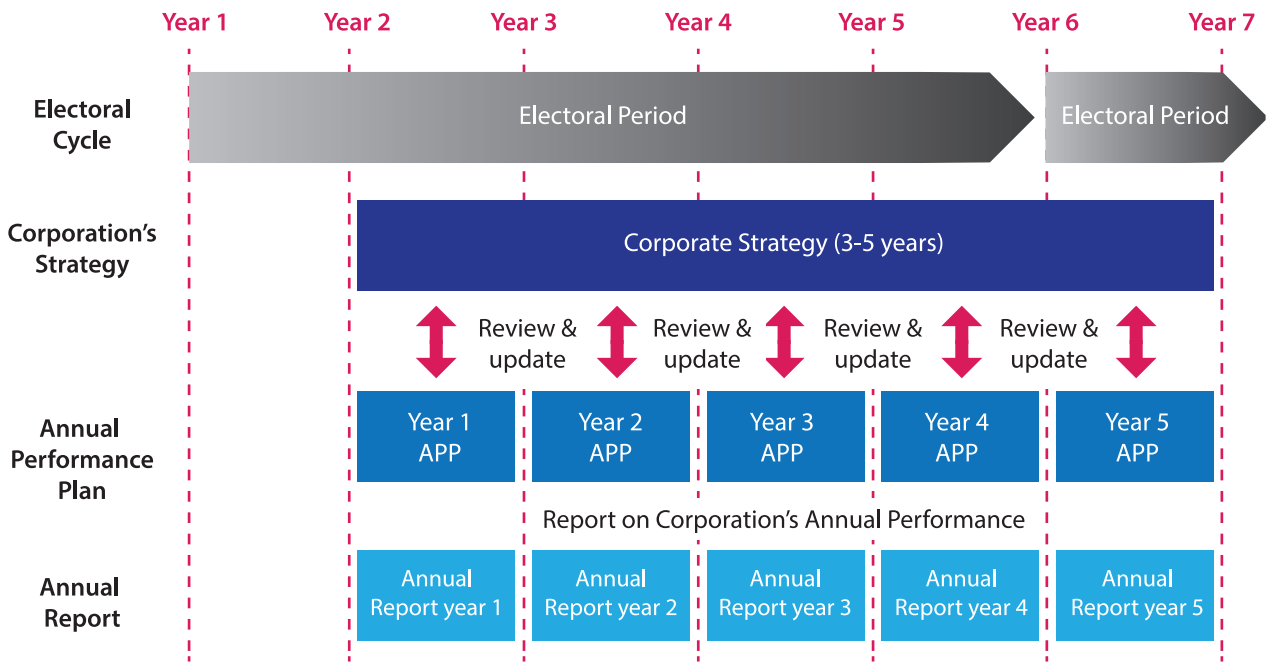 Year 1 Year 2 Year 3 Year 4 Year 5 Year 6 Year 7
Electoral
Cycle
Electoral Period
Electoral Period
Corporation's
Strategy
Corporate Strategy (3-5 years)
Review &
update
Review &
update
Review &
update
Review &
update
Annual
Performance
Plan
Year 1
APP
Year 2
APP
Year 3
APP
Year 4
APP
Year 5
APP
Report on Corporation's Annual Performance
Annual
Report
Annual
Report year 1
Annual
Report year 2
Annual
Report year 3
Annual
Report year 4
Annual
Report year 5